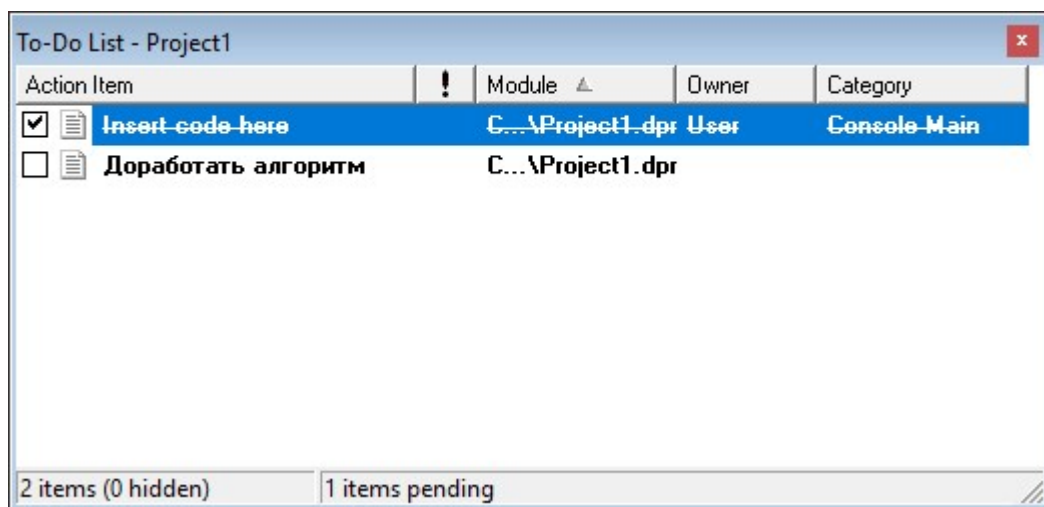 To-Do List - Project1
Action Item ! Module Owner Category
Insert code here C...\Project1.dpr User Console Main
Доработать алгоритм C...\Project1.dpr
2 items (0 hidden) 1 items pending